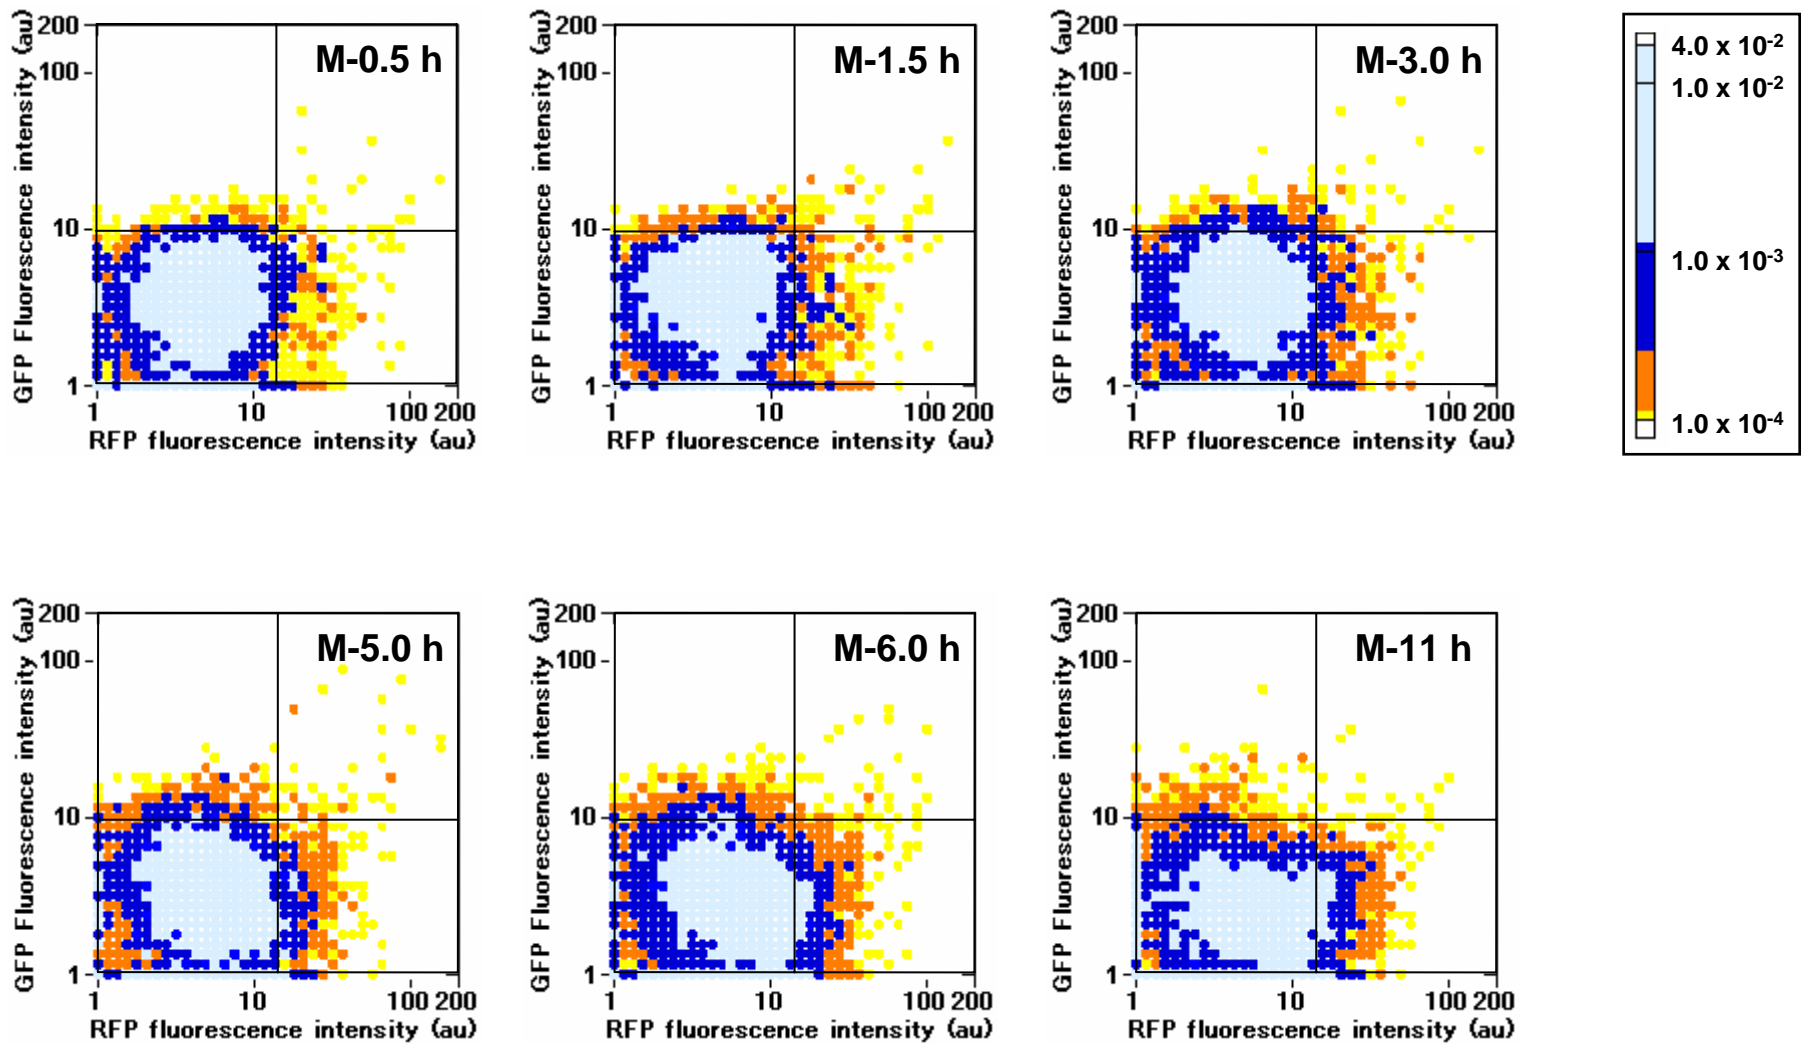 GFP Fluorescence intensity (au)
200
100
10
1
M-0.5 h
1
10
100 200
RFP fluorescence intensity (au)
GFP Fluorescence intensity (au)
200
100
10
1
M-1.5 h
1
10
100 200
RFP fluorescence intensity (au)
GFP Fluorescence intensity (au)
200
100
10
1
M-3.0 h
1
10
100 200
RFP fluorescence intensity (au)
4.0 x 10⁻²
1.0 x 10⁻²
1.0 x 10⁻³
1.0 x 10⁻⁴
GFP Fluorescence intensity (au)
200
100
10
1
M-5.0 h
1
10
100 200
RFP fluorescence intensity (au)
GFP Fluorescence intensity (au)
200
100
10
1
M-6.0 h
1
10
100 200
RFP fluorescence intensity (au)
GFP Fluorescence intensity (au)
200
100
10
1
M-11 h
1
10
100 200
RFP fluorescence intensity (au)